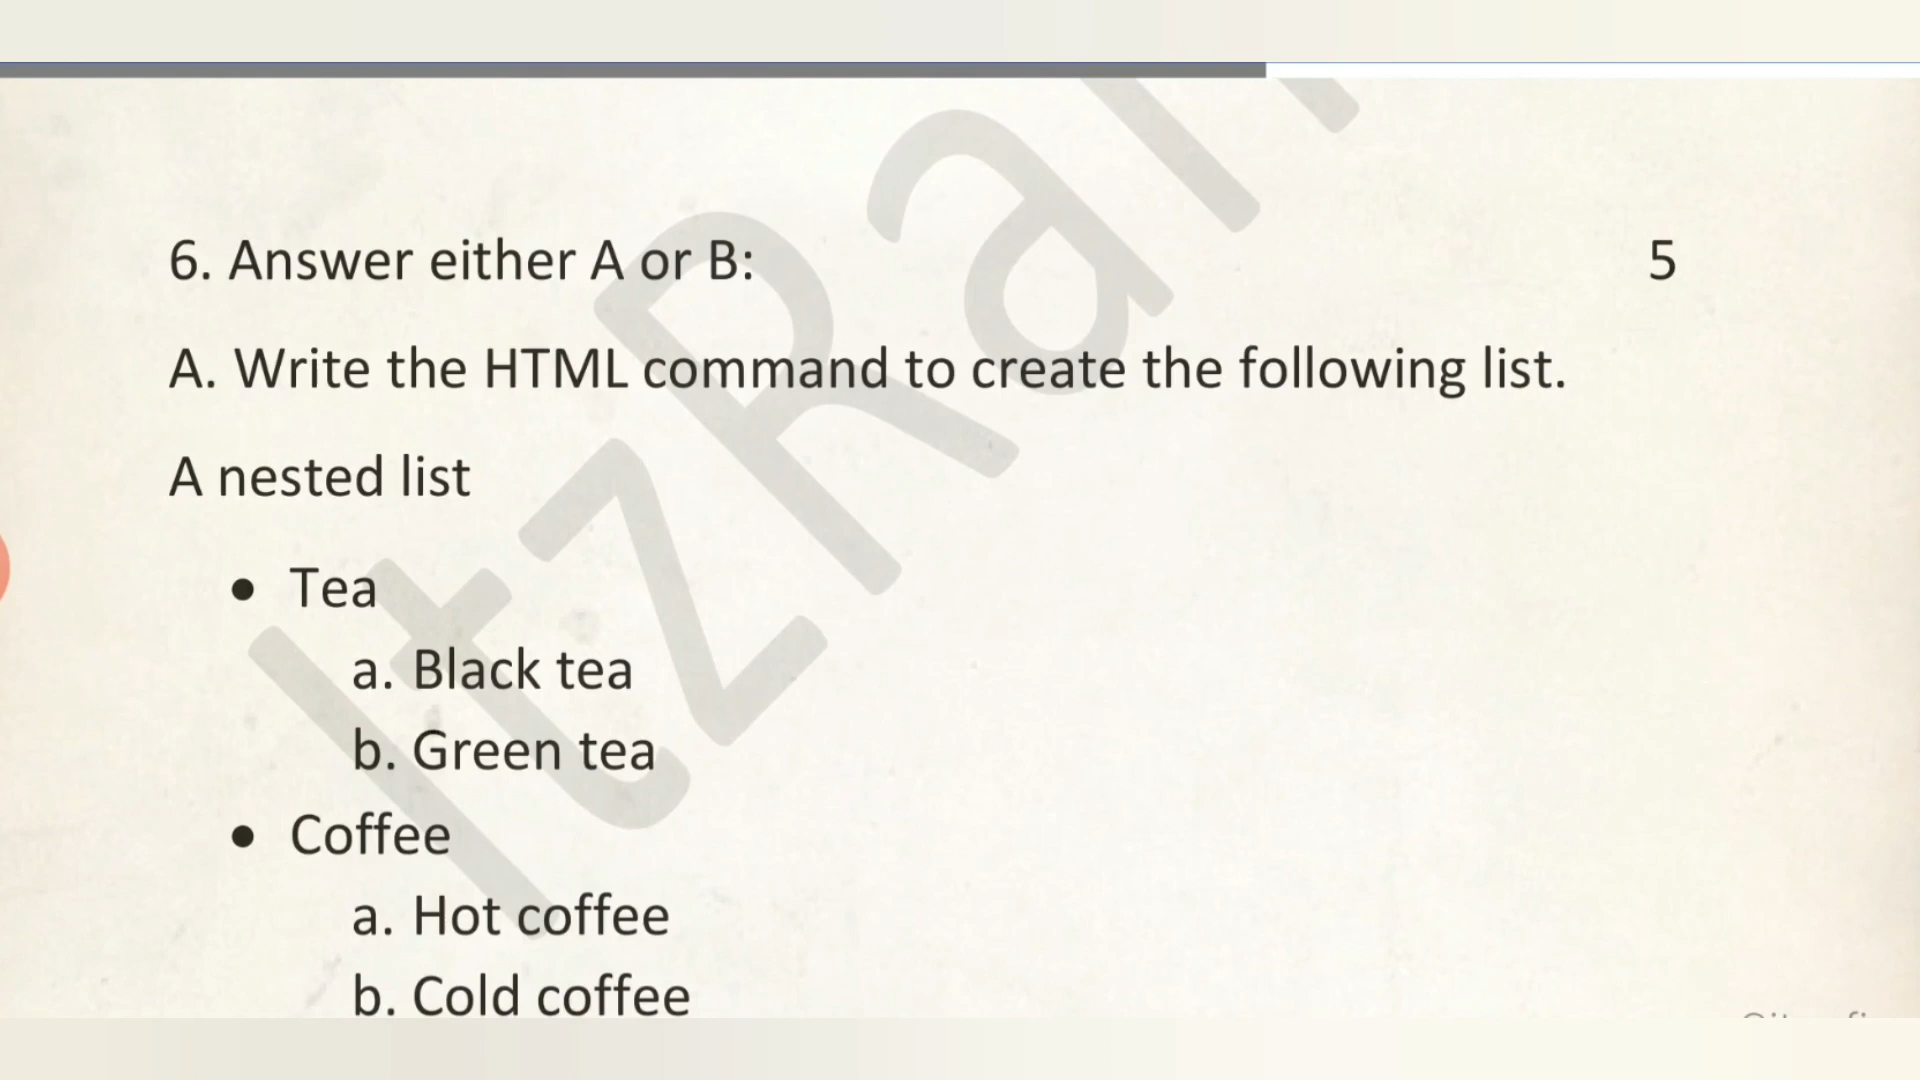 6. Answer either A or B: 5
A. Write the HTML command to create the following list.
A nested list
• Tea
a. Black tea
b. Green tea
• Coffee
a. Hot coffee
b. Cold coffee
ItzRa